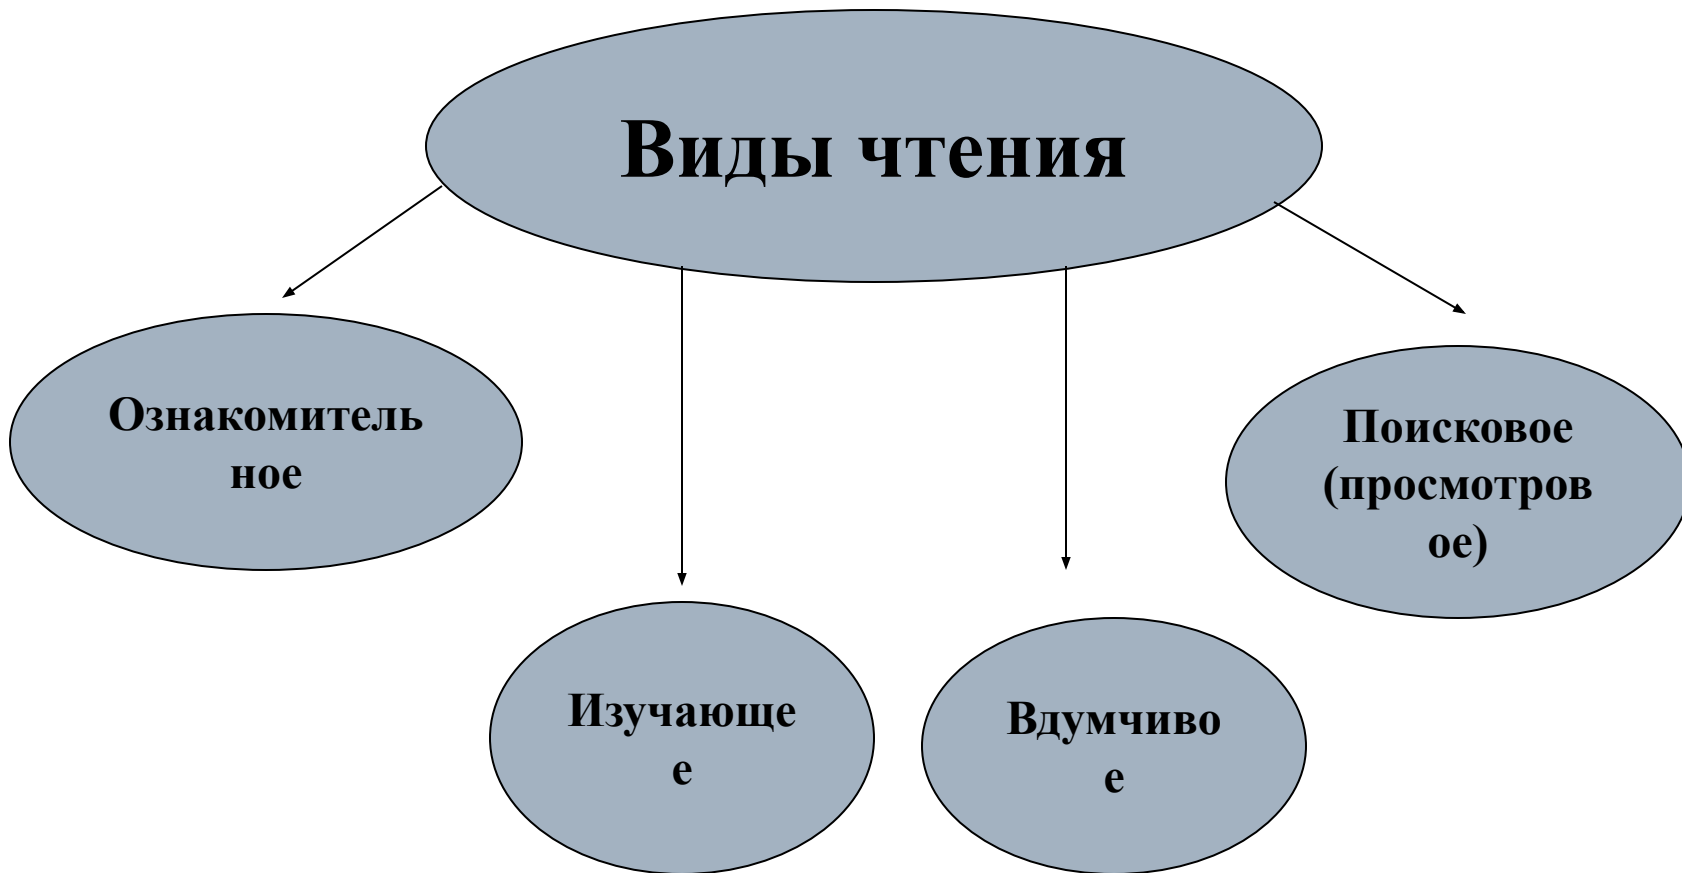 Виды чтения
Ознакомитель
ное
Поисковое
(просмотров
ое)
Изучающе
е
Вдумчиво
е